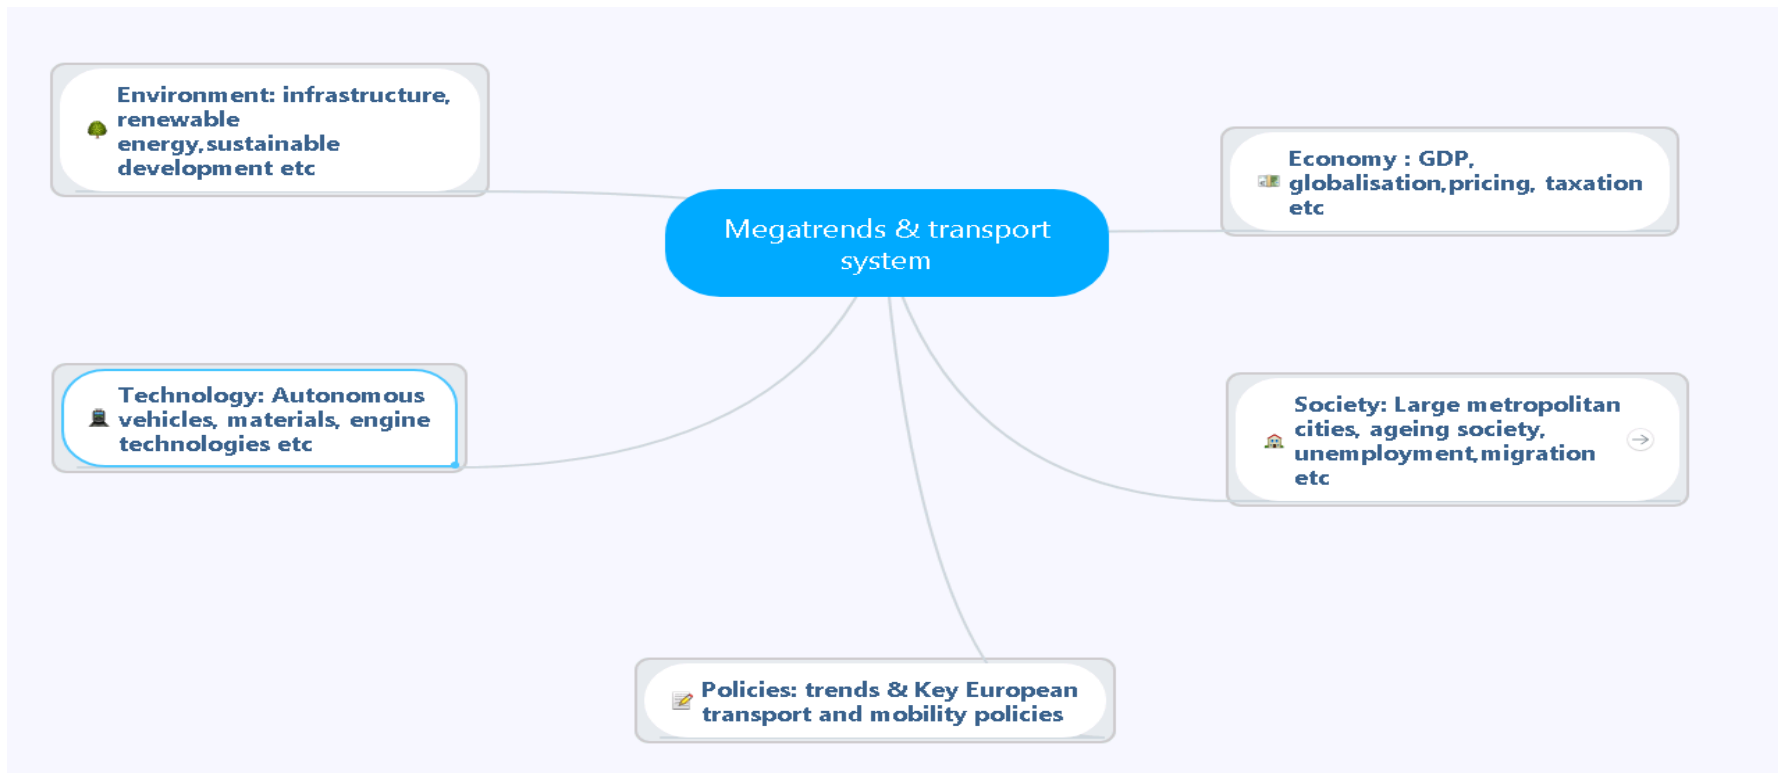 Environment: infrastructure,
renewable
energy,sustainable
development etc
Economy : GDP,
globalisation,pricing, taxation
etc
Megatrends & transport
system
Technology: Autonomous
vehicles, materials, engine
technologies etc
Society: Large metropolitan
cities, ageing society,
unemployment,migration
etc
Policies: trends & Key European
transport and mobility policies